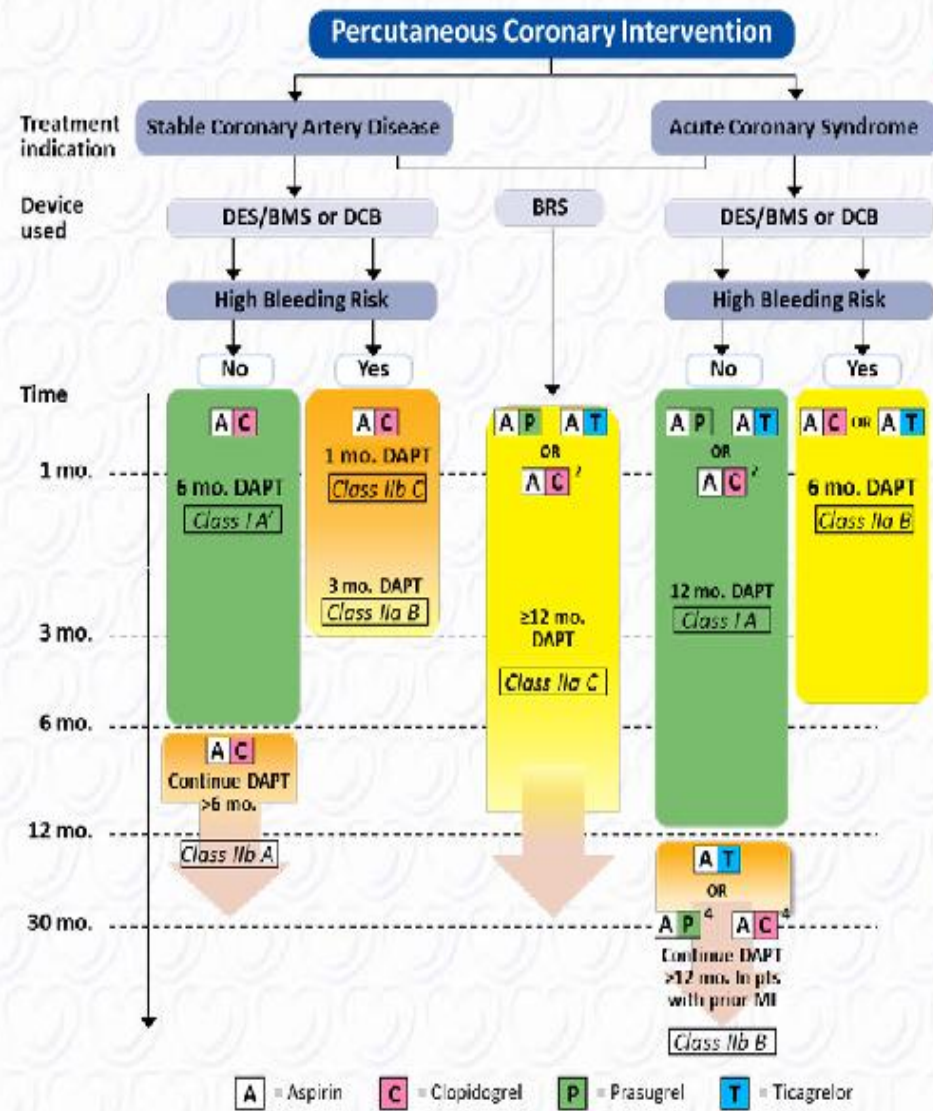 Percutaneous Coronary Intervention
Treatment indication
Stable Coronary Artery Disease
Acute Coronary Syndrome
Device used
DES/BMS or DCB
BRS
DES/BMS or DCB
High Bleeding Risk
High Bleeding Risk
No
Yes
No
Yes
Time
A C
A C
A P A T
A P A T
A C OR A T
1 mo. DAPT
OR
OR
1 mo.
Class IIb C
A C 2
A C 2
6 mo. DAPT
6 mo. DAPT
Class I A
Class IIa B
3 mo. DAPT
12 mo. DAPT
Class IIa B
≥12 mo.
Class I A
3 mo.
DAPT
Class IIa C
6 mo.
A C
Continue DAPT
>6 mo.
12 mo.
Class IIb A
A T
OR
30 mo.
A P 4 A C 4
Continue DAPT
>12 mo. In pts
with prior MI
Class IIb B
A = Aspirin C = Clopidogrel P = Prasugrel T = Ticagrelor